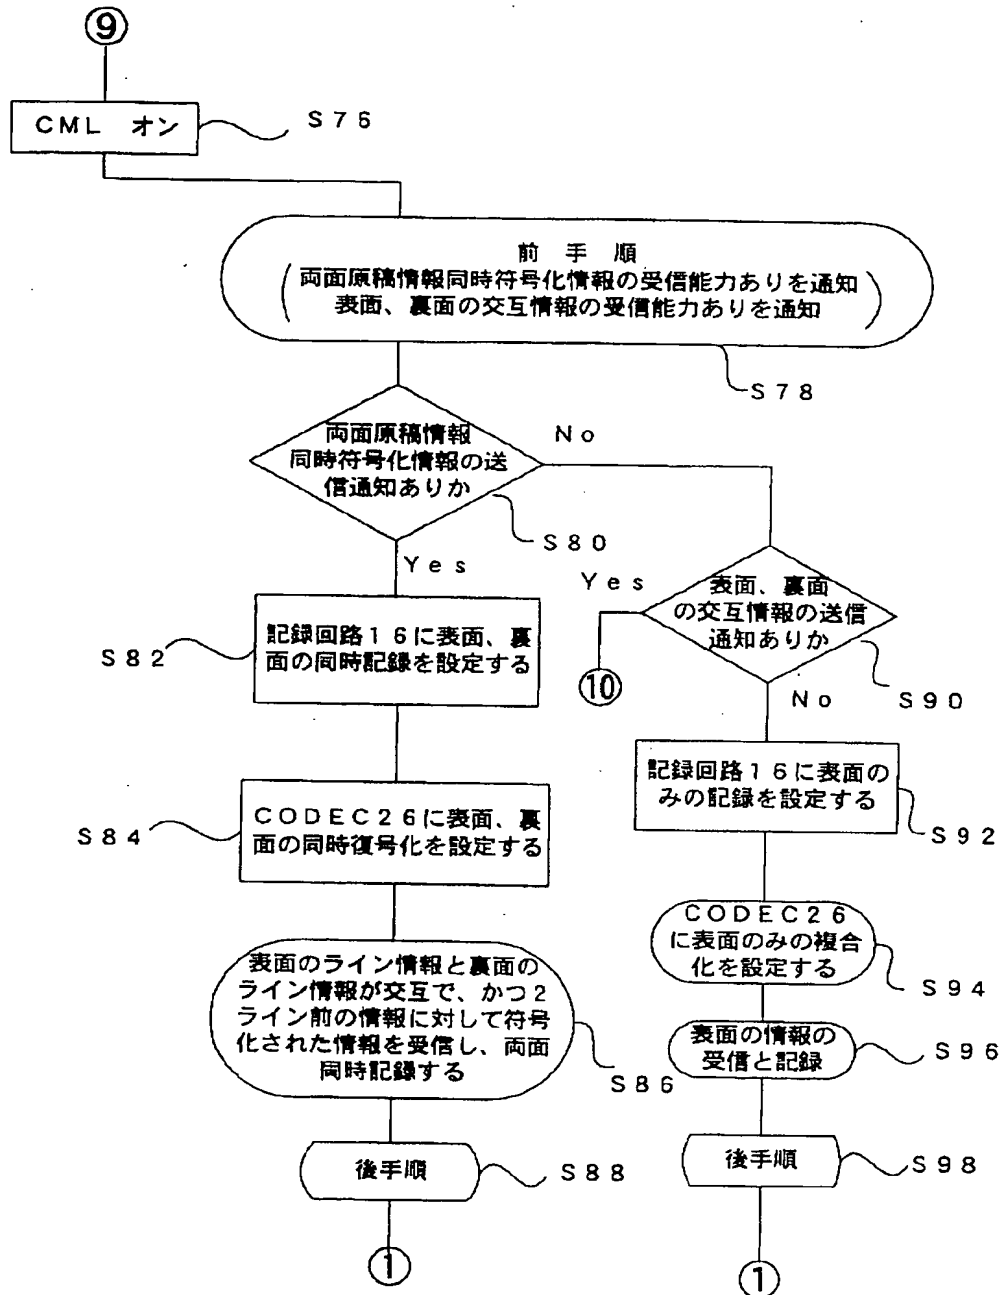 ⑨
CML オン
S76
前 手 順
両面原稿情報同時符号化情報の受信能力ありを通知
表面、裏面の交互情報の受信能力ありを通知
S78
両面原稿情報
同時符号化情報の送
信通知ありか
No
S80
Yes
記録回路16に表面、裏
面の同時記録を設定する
S82
CODEC26に表面、裏
面の同時復号化を設定する
S84
表面のライン情報と裏面の
ライン情報が交互で、かつ2
ライン前の情報に対して符号
化された情報を受信し、両面
同時記録する
S86
後手順
S88
①
表面、裏面
の交互情報の送信
通知ありか
Yes
⑩
S90
No
記録回路16に表面の
みの記録を設定する
S92
CODEC26
に表面のみの複合
化を設定する
S94
表面の情報の
受信と記録
S96
後手順
S98
①